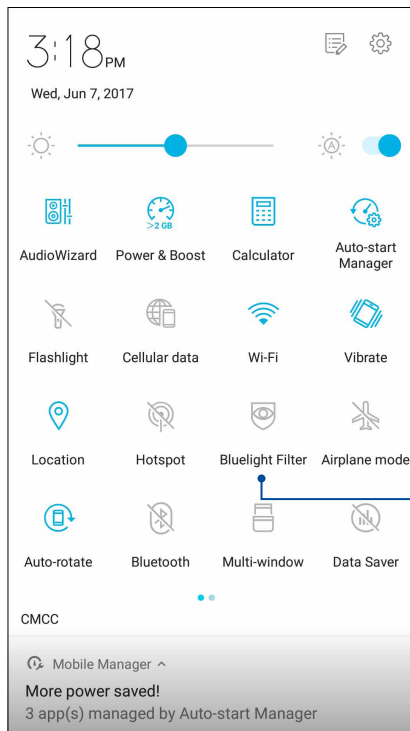 3:18 PM
Wed, Jun 7, 2017
A
>2 GB
AudioWizard Power & Boost Calculator Auto-start Manager
Flashlight Cellular data Wi-Fi Vibrate
Location Hotspot Bluelight Filter Airplane mode
Auto-rotate Bluetooth Multi-window Data Saver
CMCC
Mobile Manager
More power saved!
3 app(s) managed by Auto-start Manager